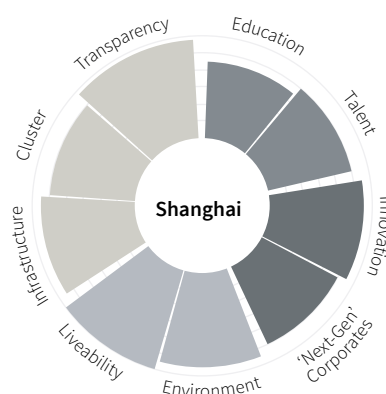 Education
Talent
Innovation
'Next-Gen'
Corporates
Environment
Liveability
Infrastructure
Cluster
Transparency
Shanghai